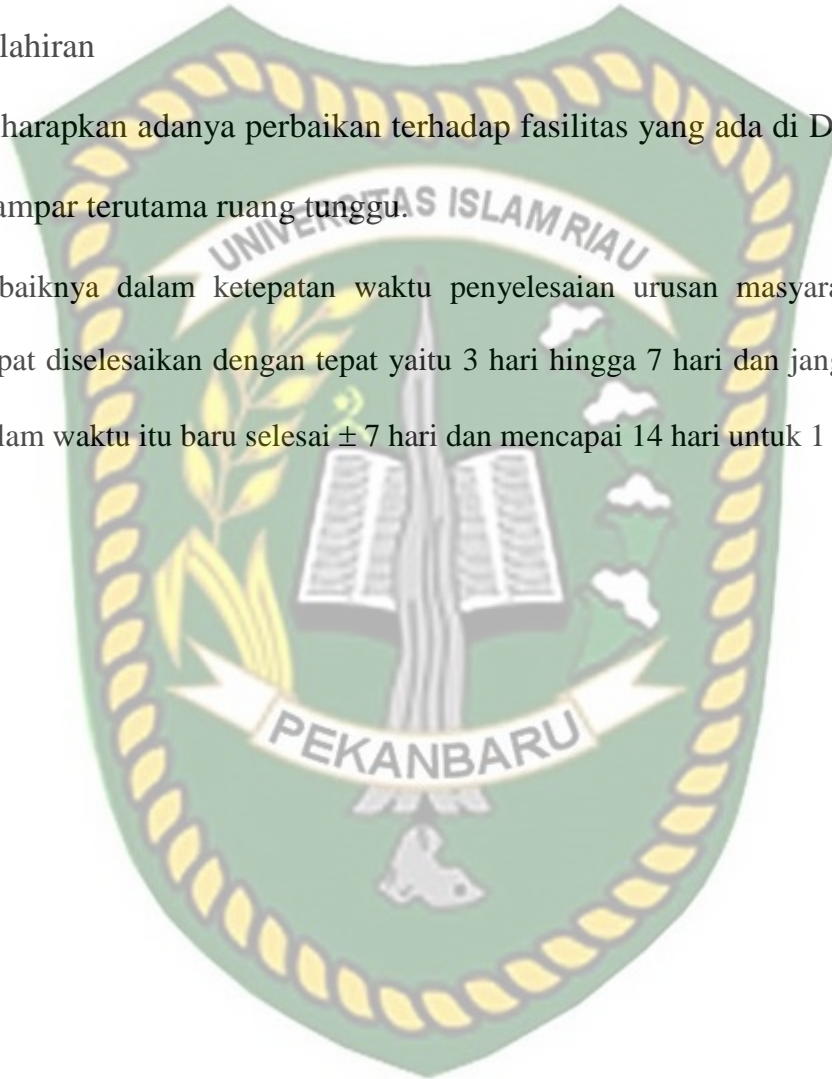 lahiran
harapkan adanya perbaikan terhadap fasilitas yang ada di D
ampar terutama ruang tunggu.
UNIVERSITAS ISLAM RIAU
baiknya dalam ketepatan waktu penyelesaian urusan masyara
pat diselesaikan dengan tepat yaitu 3 hari hingga 7 hari dan jang
lam waktu itu baru selesai ± 7 hari dan mencapai 14 hari untuk 1
PEKANBARU